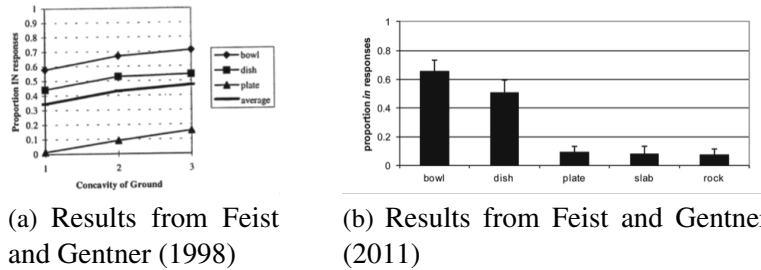 1
0.9
0.8
0.7
0.6
0.5
0.4
0.3
0.2
0.1
0
Proportion IN responses
1 2 3
Concavity of Ground
bowl
dish
plate
average
1
0.8
0.6
0.4
0.2
0
proportion in responses
bowl dish plate slab rock
(a) Results from Feist
and Gentner (1998)
(b) Results from Feist and Gentner
(2011)